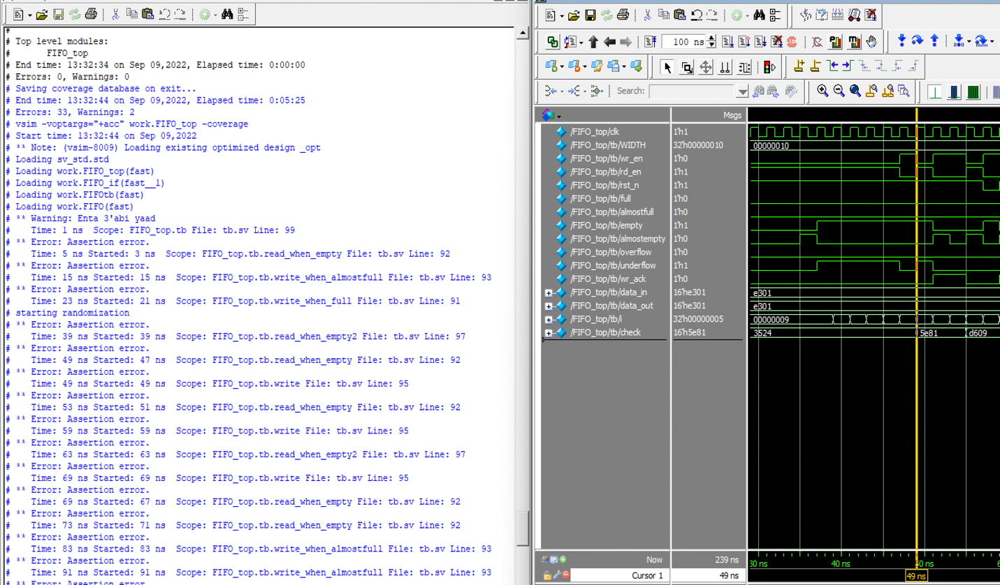 #
# Top level modules:
#       FIFO_top
# End time: 13:32:34 on Sep 09,2022, Elapsed time: 0:00:00
# Errors: 0, Warnings: 0
# Saving coverage database on exit...
# End time: 13:32:44 on Sep 09,2022, Elapsed time: 0:05:25
# Errors: 33, Warnings: 2
# vsim -voptargs="+acc" work.FIFO_top -coverage
# Start time: 13:32:44 on Sep 09,2022
# ** Note: (vsim-8009) Loading existing optimized design _opt
# Loading sv_std.std
# Loading work.FIFO_top(fast)
# Loading work.FIFO_if(fast__1)
# Loading work.FIFOtb(fast)
# Loading work.FIFO(fast)
# ** Warning: Enta 3'abi yaad
#    Time: 1 ns  Scope: FIFO_top.tb File: tb.sv Line: 99
# ** Error: Assertion error.
#    Time: 5 ns Started: 3 ns  Scope: FIFO_top.tb.read_when_empty File: tb.sv Line: 92
# ** Error: Assertion error.
#    Time: 15 ns Started: 15 ns  Scope: FIFO_top.tb.write_when_almostfull File: tb.sv Line: 93
# ** Error: Assertion error.
#    Time: 23 ns Started: 21 ns  Scope: FIFO_top.tb.write_when_full File: tb.sv Line: 91
# starting randomization
# ** Error: Assertion error.
#    Time: 39 ns Started: 39 ns  Scope: FIFO_top.tb.read_when_empty2 File: tb.sv Line: 97
# ** Error: Assertion error.
#    Time: 49 ns Started: 47 ns  Scope: FIFO_top.tb.read_when_empty File: tb.sv Line: 92
# ** Error: Assertion error.
#    Time: 49 ns Started: 49 ns  Scope: FIFO_top.tb.write File: tb.sv Line: 95
# ** Error: Assertion error.
#    Time: 53 ns Started: 51 ns  Scope: FIFO_top.tb.read_when_empty File: tb.sv Line: 92
# ** Error: Assertion error.
#    Time: 59 ns Started: 59 ns  Scope: FIFO_top.tb.write File: tb.sv Line: 95
# ** Error: Assertion error.
#    Time: 63 ns Started: 63 ns  Scope: FIFO_top.tb.read_when_empty2 File: tb.sv Line: 97
# ** Error: Assertion error.
#    Time: 69 ns Started: 69 ns  Scope: FIFO_top.tb.write File: tb.sv Line: 95
# ** Error: Assertion error.
#    Time: 69 ns Started: 67 ns  Scope: FIFO_top.tb.read_when_empty File: tb.sv Line: 92
# ** Error: Assertion error.
#    Time: 73 ns Started: 71 ns  Scope: FIFO_top.tb.read_when_empty File: tb.sv Line: 92
# ** Error: Assertion error.
#    Time: 83 ns Started: 83 ns  Scope: FIFO_top.tb.write_when_almostfull File: tb.sv Line: 93
# ** Error: Assertion error.
#    Time: 91 ns Started: 91 ns  Scope: FIFO_top.tb.write_when_almostfull File: tb.sv Line: 93
# ** Error: Assertion error.
100 ns
Search:
Msgs
/FIFO_top/clk 1'h1
/FIFO_top/tb/WIDTH 32'h00000010 00000010
/FIFO_top/tb/wr_en 1'h0
/FIFO_top/tb/rd_en 1'h1
/FIFO_top/tb/rst_n 1'h1
/FIFO_top/tb/full 1'h0
/FIFO_top/tb/almostfull 1'h0
/FIFO_top/tb/empty 1'h1
/FIFO_top/tb/almostempty 1'h0
/FIFO_top/tb/overflow 1'h0
/FIFO_top/tb/underflow 1'h1
/FIFO_top/tb/wr_ack 1'h0
/FIFO_top/tb/data_in 16'he301 e301
/FIFO_top/tb/data_out 16'he301 e301
/FIFO_top/tb/i 32'h00000005 00000009
/FIFO_top/tb/check 16'h5e81 3524 5e81 d609
Now 239 ns 30 ns 40 ns 50 ns
Cursor 1 49 ns 49 ns